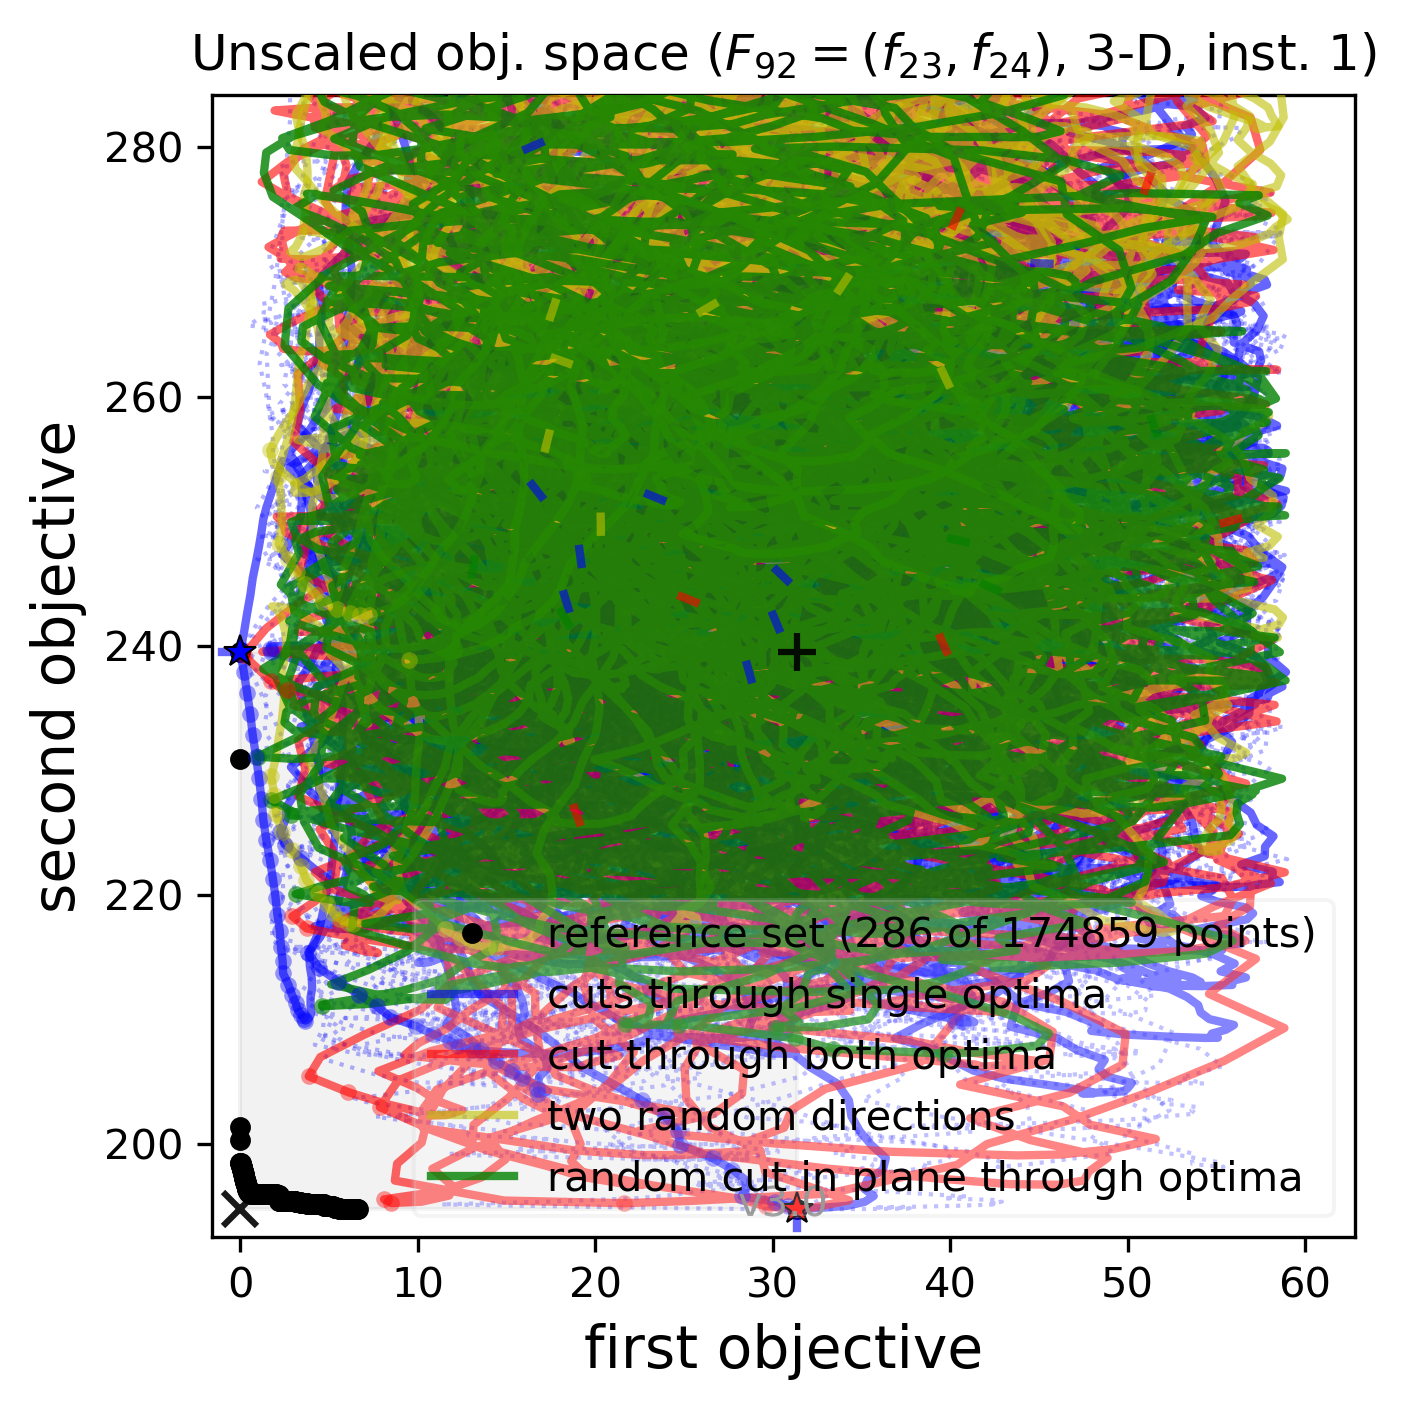 Unscaled obj. space (F92 = (f23, f24), 3-D, inst. 1)
280
260
240
220
200
second objective
reference set (286 of 174859 points)
cuts through single optima
cut through both optima
two random directions
random cut in plane through optima
0 10 20 30 40 50 60
first objective